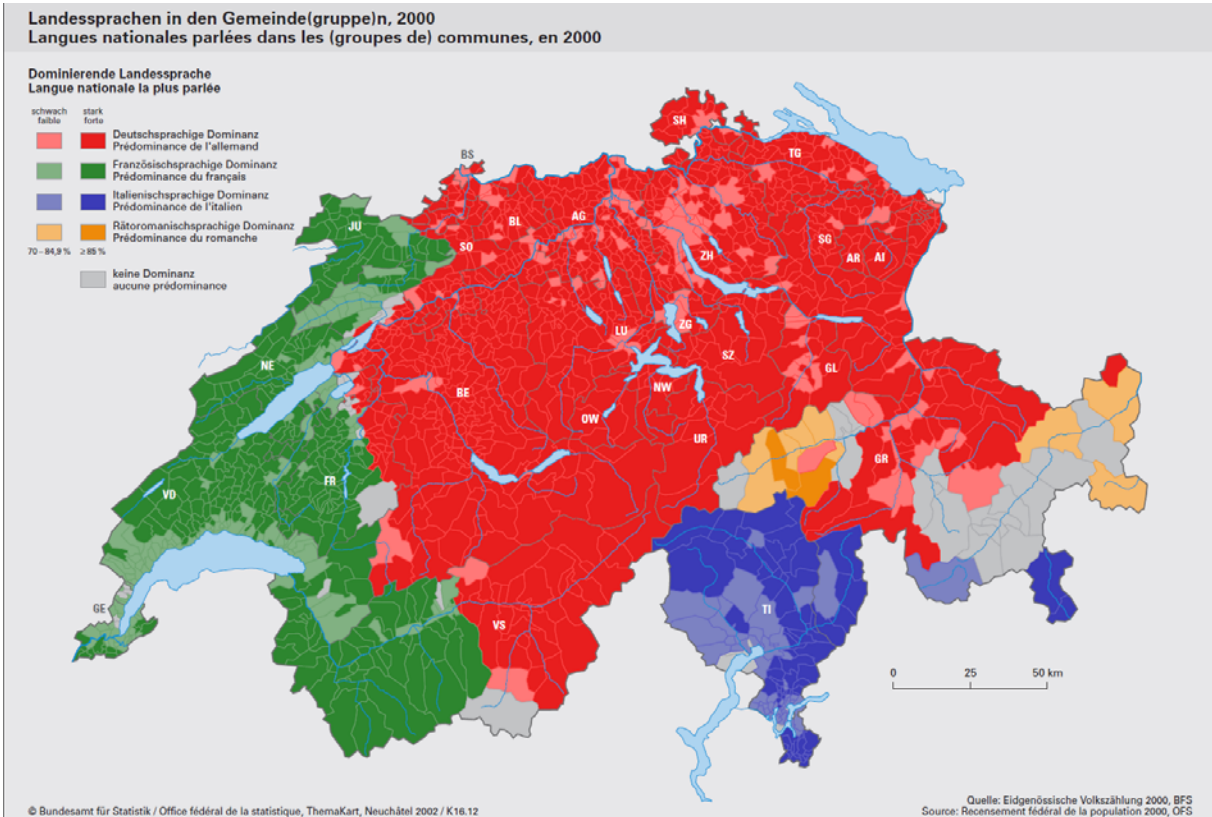 Landessprachen in den Gemeinde(gruppe)n, 2000
Langues nationales parlées dans les (groupes de) communes, en 2000
Dominierende Landessprache
Langue nationale la plus parlée
schwach stark
faible forte
Deutschsprachige Dominanz
Prédominance de l'allemand
Französischsprachige Dominanz
Prédominance du français
Italienischsprachige Dominanz
Prédominance de l'italien
Rätoromanischsprachige Dominanz
Prédominance du romanche
70 – 84,9 % ≥ 85 %
keine Dominanz
aucune prédominance
SH
BS
TG
JU
BL
AG
SO
ZH
SG
AR
AI
LU
ZG
SZ
NE
GL
BE
NW
OW
UR
GR
FR
VD
GE
TI
VS
0 25 50 km
© Bundesamt für Statistik / Office fédéral de la statistique, ThemaKart, Neuchâtel 2002 / K16.12
Quelle: Eidgenössische Volkszählung 2000, BFS
Source: Recensement fédéral de la population 2000, OFS